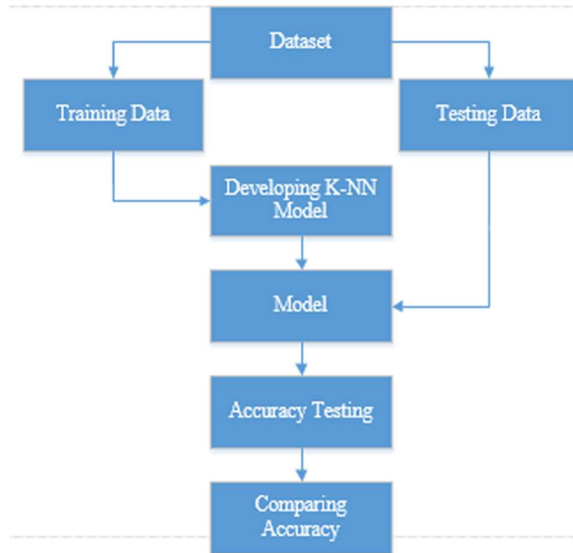 Dataset
Training Data
Testing Data
Developing K-NN
Model
Model
Accuracy Testing
Comparing
Accuracy